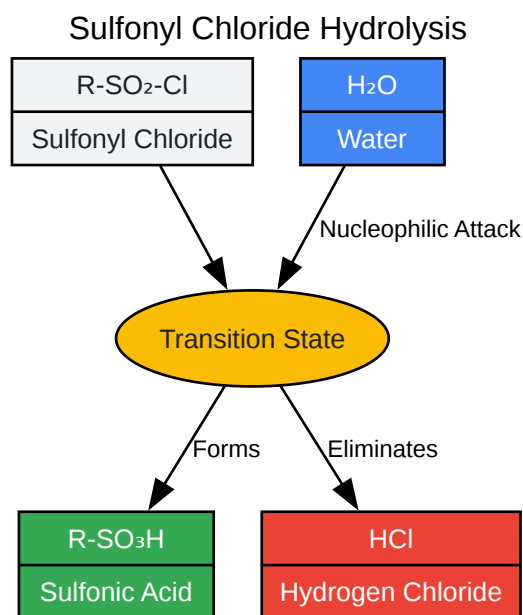 Sulfonyl Chloride Hydrolysis
R-SO₂-Cl
Sulfonyl Chloride
H₂O
Water
Nucleophilic Attack
Transition State
Forms
Eliminates
R-SO₃H
Sulfonic Acid
HCl
Hydrogen Chloride